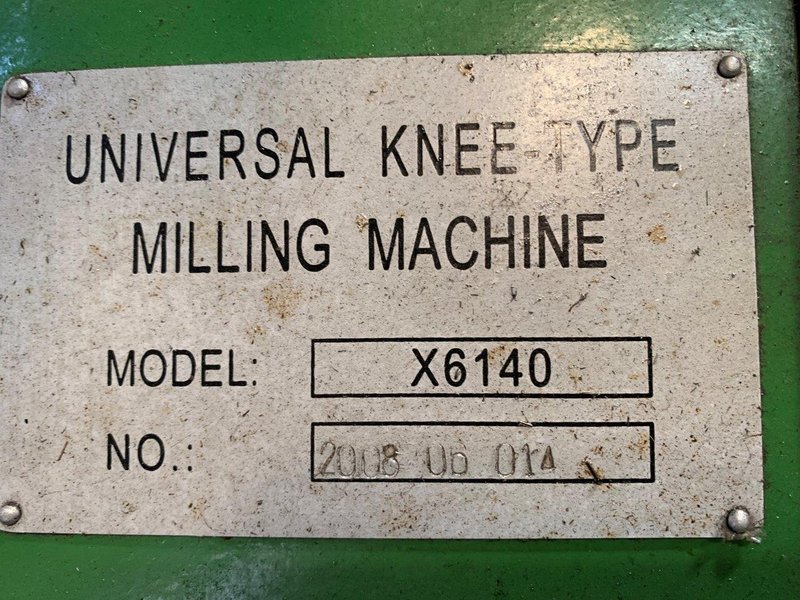 UNIVERSAL KNEE-TYPE
MILLING MACHINE
MODEL: X6140
NO.: 2008 06 014